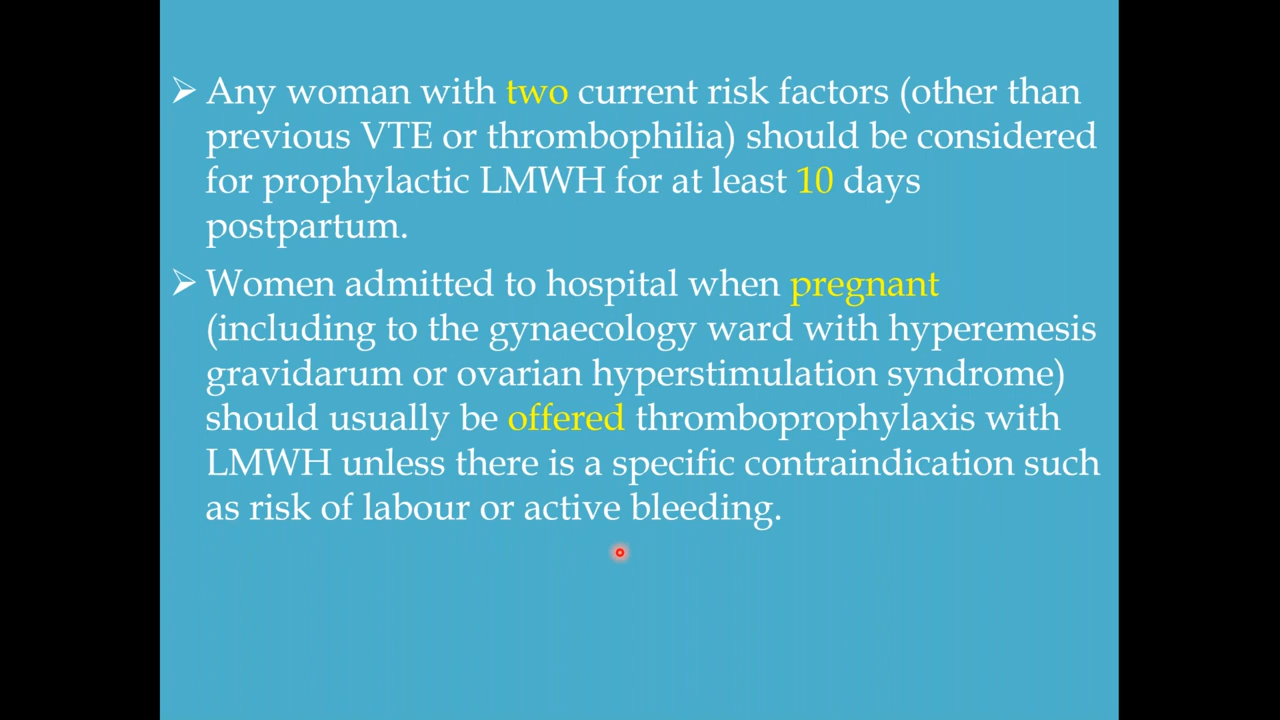 Any woman with two current risk factors (other than
previous VTE or thrombophilia) should be considered
for prophylactic LMWH for at least 10 days
postpartum.
Women admitted to hospital when pregnant
(including to the gynaecology ward with hyperemesis
gravidarum or ovarian hyperstimulation syndrome)
should usually be offered thromboprophylaxis with
LMWH unless there is a specific contraindication such
as risk of labour or active bleeding.